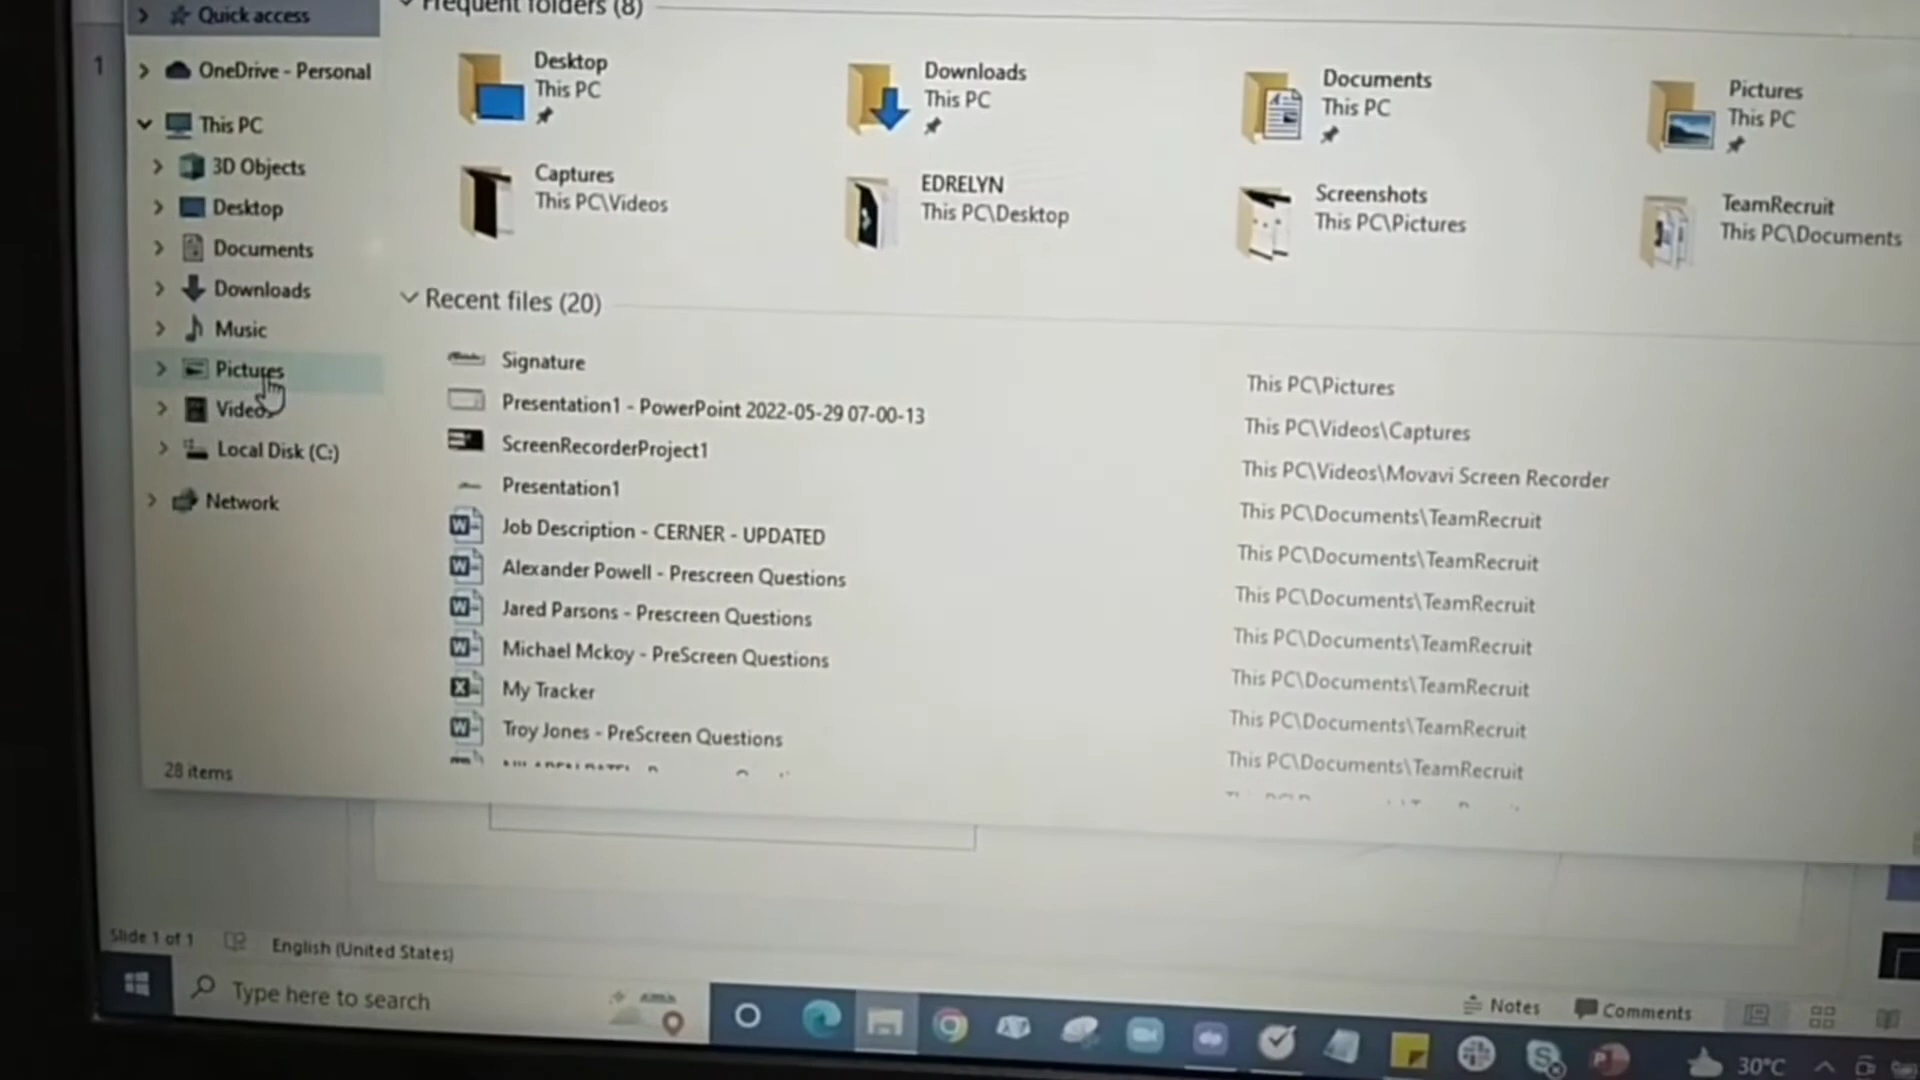 Quick access
Frequent folders (8)
1
OneDrive - Personal
This PC
3D Objects
Desktop
Documents
Downloads
Music
Pictures
Videos
Local Disk (C:)
Network
28 items
Desktop
This PC
Downloads
This PC
Documents
This PC
Pictures
This PC
Captures
This PC\Videos
EDRELYN
This PC\Desktop
Screenshots
This PC\Pictures
TeamRecruit
This PC\Documents
Recent files (20)
Signature
This PC\Pictures
Presentation1 - PowerPoint 2022-05-29 07-00-13
This PC\Videos\Captures
ScreenRecorderProject1
This PC\Videos\Movavi Screen Recorder
Presentation1
This PC\Documents\TeamRecruit
Job Description - CERNER - UPDATED
This PC\Documents\TeamRecruit
Alexander Powell - Prescreen Questions
This PC\Documents\TeamRecruit
Jared Parsons - Prescreen Questions
This PC\Documents\TeamRecruit
Michael Mckoy - PreScreen Questions
This PC\Documents\TeamRecruit
My Tracker
This PC\Documents\TeamRecruit
Troy Jones - PreScreen Questions
This PC\Documents\TeamRecruit
Slide 1 of 1
English (United States)
Notes
Comments
Type here to search
30°C